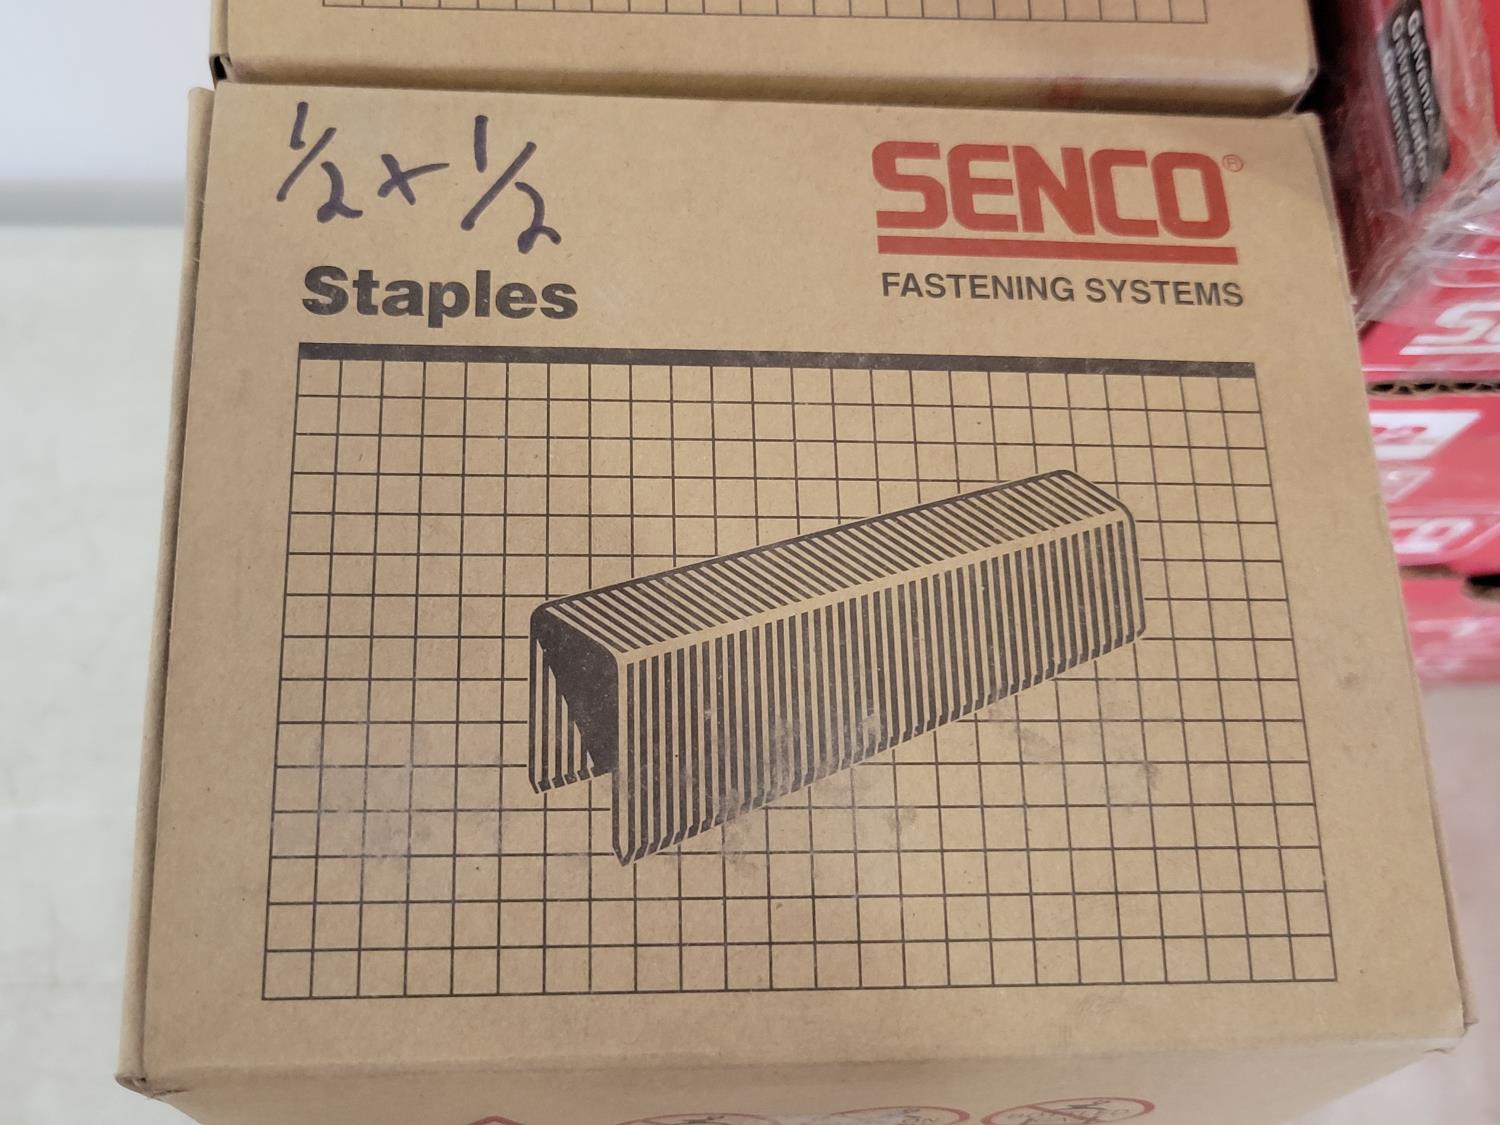 1/2 x 1/2
SENCO®
FASTENING SYSTEMS
Staples